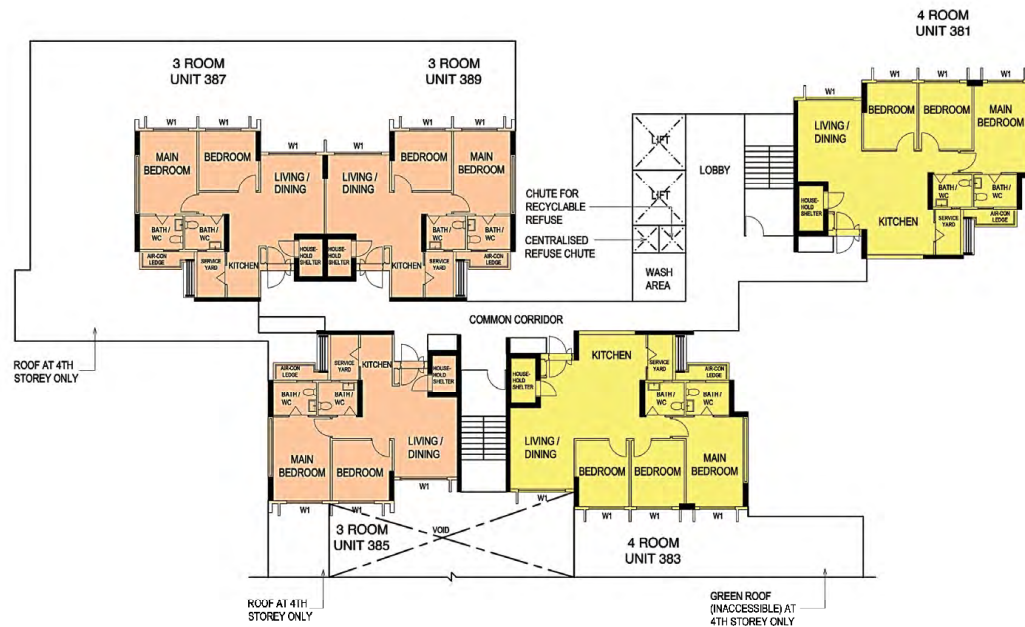 4 ROOM
UNIT 381
3 ROOM
UNIT 387
3 ROOM
UNIT 389
W1
W1
W1
W1
W1
W1
W1
W1
W1
W1
MAIN
BEDROOM
BEDROOM
LIVING /
DINING
LIVING /
DINING
BEDROOM
MAIN
BEDROOM
BATH /
WC
BATH /
WC
AIR-CON
LEDGE
SERVICE
YARD
KITCHEN
HOUSE-
HOLD
SHELTER
HOUSE-
HOLD
SHELTER
KITCHEN
SERVICE
YARD
BATH /
WC
BATH /
WC
AIR-CON
LEDGE
CHUTE FOR
RECYCLABLE
REFUSE
CENTRALISED
REFUSE CHUTE
LIFT
LIFT
LOBBY
WASH
AREA
LIVING /
DINING
BEDROOM
BEDROOM
MAIN
BEDROOM
HOUSE-
HOLD
SHELTER
KITCHEN
BATH /
WC
BATH /
WC
SERVICE
YARD
AIR-CON
LEDGE
COMMON CORRIDOR
ROOF AT 4TH
STOREY ONLY
AIR-CON
LEDGE
SERVICE
YARD
KITCHEN
HOUSE-
HOLD
SHELTER
BATH /
WC
BATH /
WC
MAIN
BEDROOM
BEDROOM
LIVING /
DINING
W1
W1
W1
HOUSE-
HOLD
SHELTER
KITCHEN
SERVICE
YARD
AIR-CON
LEDGE
BATH /
WC
BATH /
WC
LIVING /
DINING
BEDROOM
BEDROOM
MAIN
BEDROOM
W1
W1
W1
W1
3 ROOM
UNIT 385
VOID
4 ROOM
UNIT 383
ROOF AT 4TH
STOREY ONLY
GREEN ROOF
(INACCESSIBLE) AT
4TH STOREY ONLY